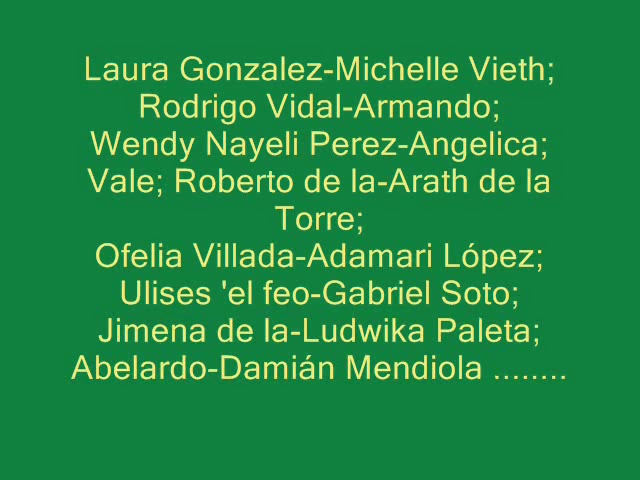 Laura Gonzalez-Michelle Vieth;
Rodrigo Vidal-Armando;
Wendy Nayeli Perez-Angelica;
Vale; Roberto de la-Arath de la
Torre;
Ofelia Villada-Adamari López;
Ulises 'el feo-Gabriel Soto;
Jimena de la-Ludwika Paleta;
Abelardo-Damián Mendiola ........